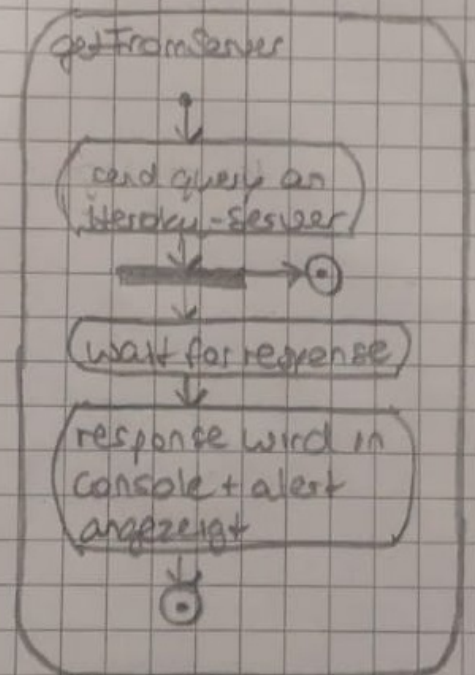 getFromServer
send query an
Heroku-Server
wait for response
response wird in
console + alert
angezeigt